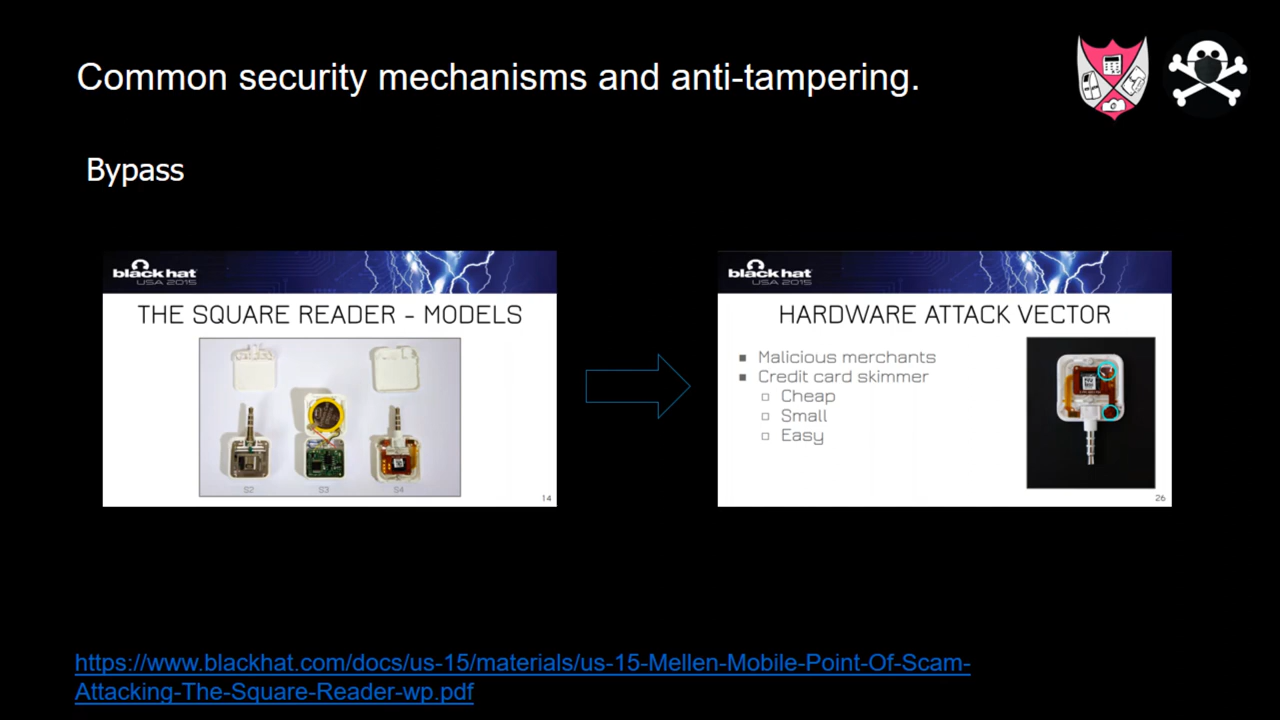 Common security mechanisms and anti-tampering.
Bypass
black hat
USA 2015
THE SQUARE READER - MODELS
S2 S3 S4
14
black hat
USA 2015
HARDWARE ATTACK VECTOR
Malicious merchants
Credit card skimmer
Cheap
Small
Easy
26
https://www.blackhat.com/docs/us-15/materials/us-15-Mellen-Mobile-Point-Of-Scam-
Attacking-The-Square-Reader-wp.pdf